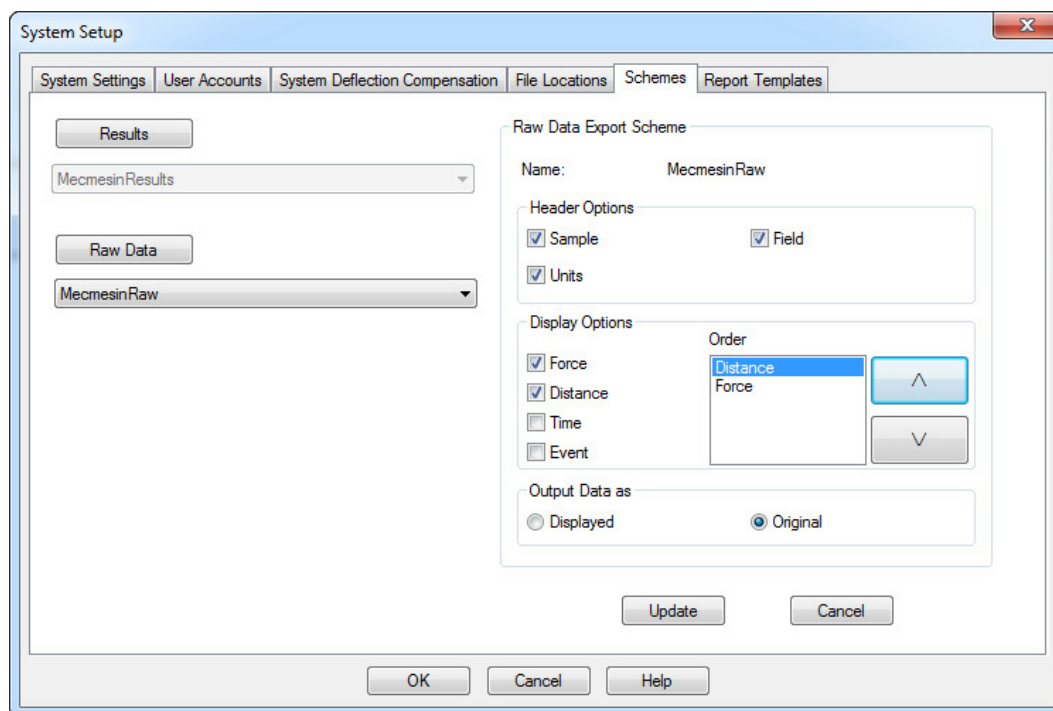 System Setup
X
System Settings User Accounts System Deflection Compensation File Locations Schemes Report Templates
Results
MecmesinResults
Raw Data
MecmesinRaw
Raw Data Export Scheme
Name: MecmesinRaw
Header Options
Sample Field
Units
Display Options
Order
Force
Distance
Time
Event
Distance
Force
Output Data as
Displayed Original
Update Cancel
OK Cancel Help